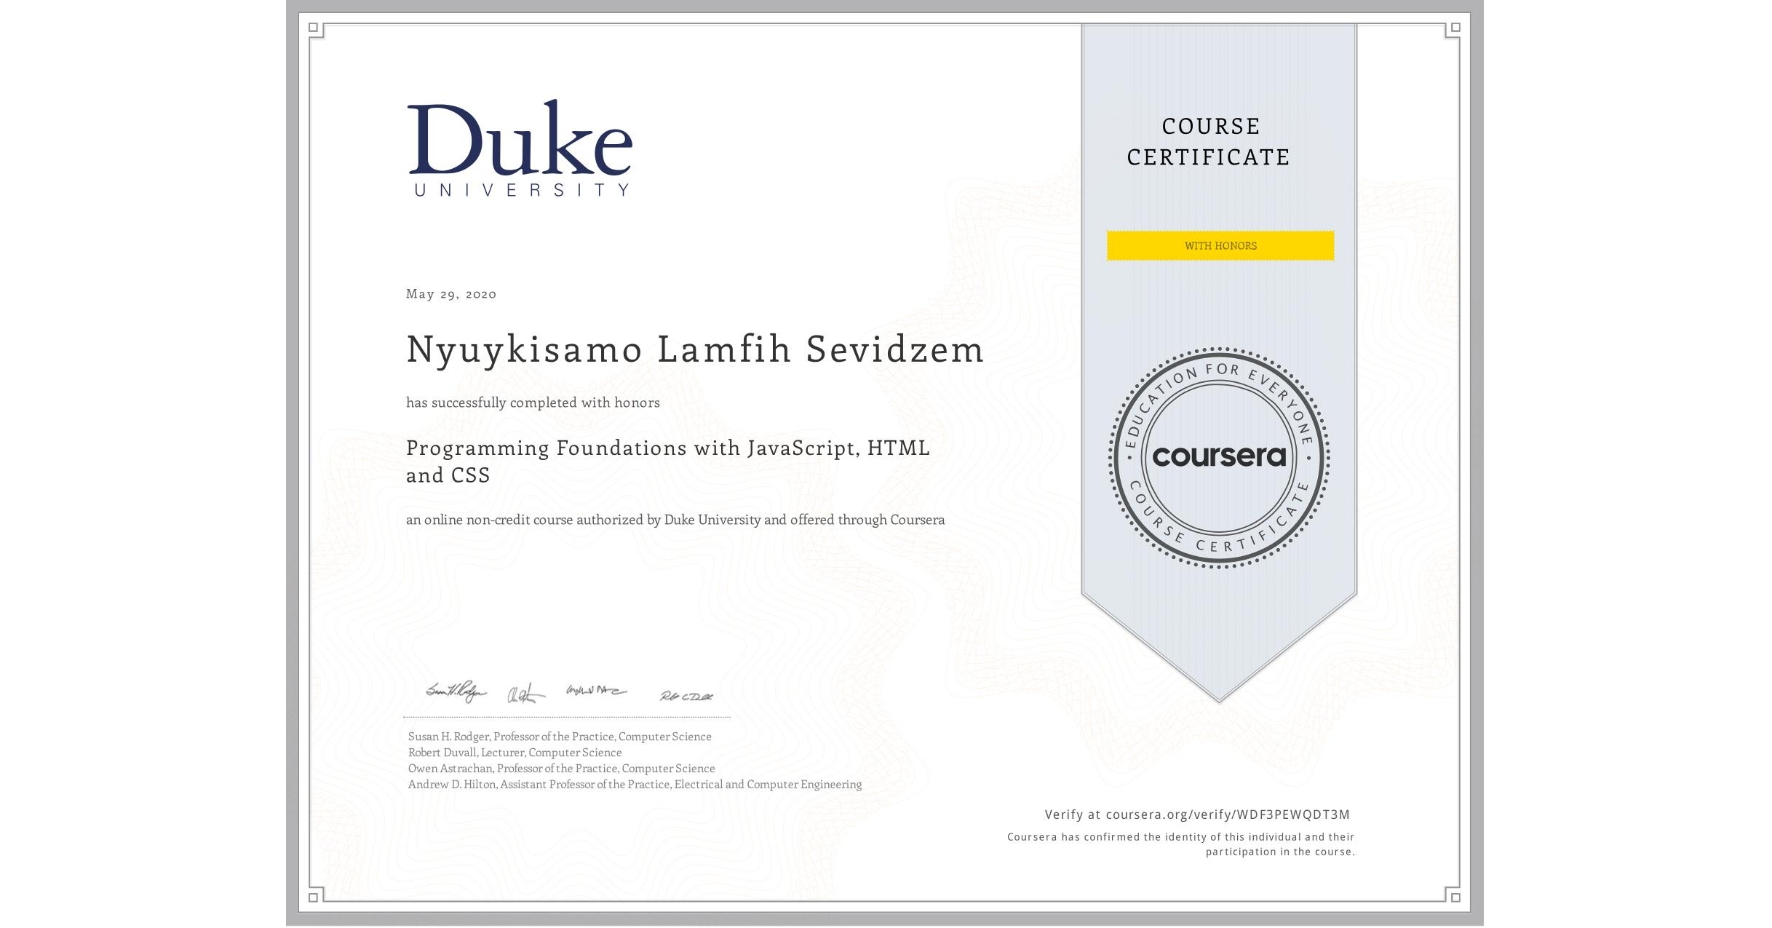 Duke
UNIVERSITY
COURSE
CERTIFICATE
WITH HONORS
May 29, 2020
Nyuykisamo Lamfih Sevidzem
has successfully completed with honors
Programming Foundations with JavaScript, HTML
and CSS
an online non-credit course authorized by Duke University and offered through Coursera
EDUCATION FOR EVERYONE
coursera
COURSE CERTIFICATE
Susan H. Rodger, Professor of the Practice, Computer Science
Robert Duvall, Lecturer, Computer Science
Owen Astrachan, Professor of the Practice, Computer Science
Andrew D. Hilton, Assistant Professor of the Practice, Electrical and Computer Engineering
Verify at coursera.org/verify/WDF3PEWQDT3M
Coursera has confirmed the identity of this individual and their
participation in the course.